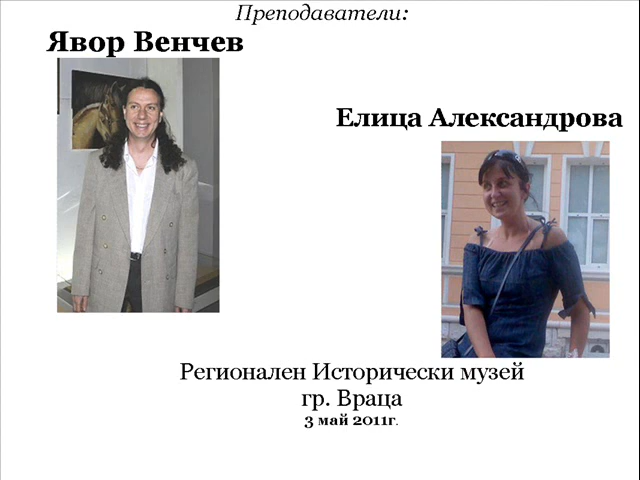 Преподаватели:
Явор Венчев
Елица Александрова
Регионален Исторически музей
гр. Враца
3 май 2011г.